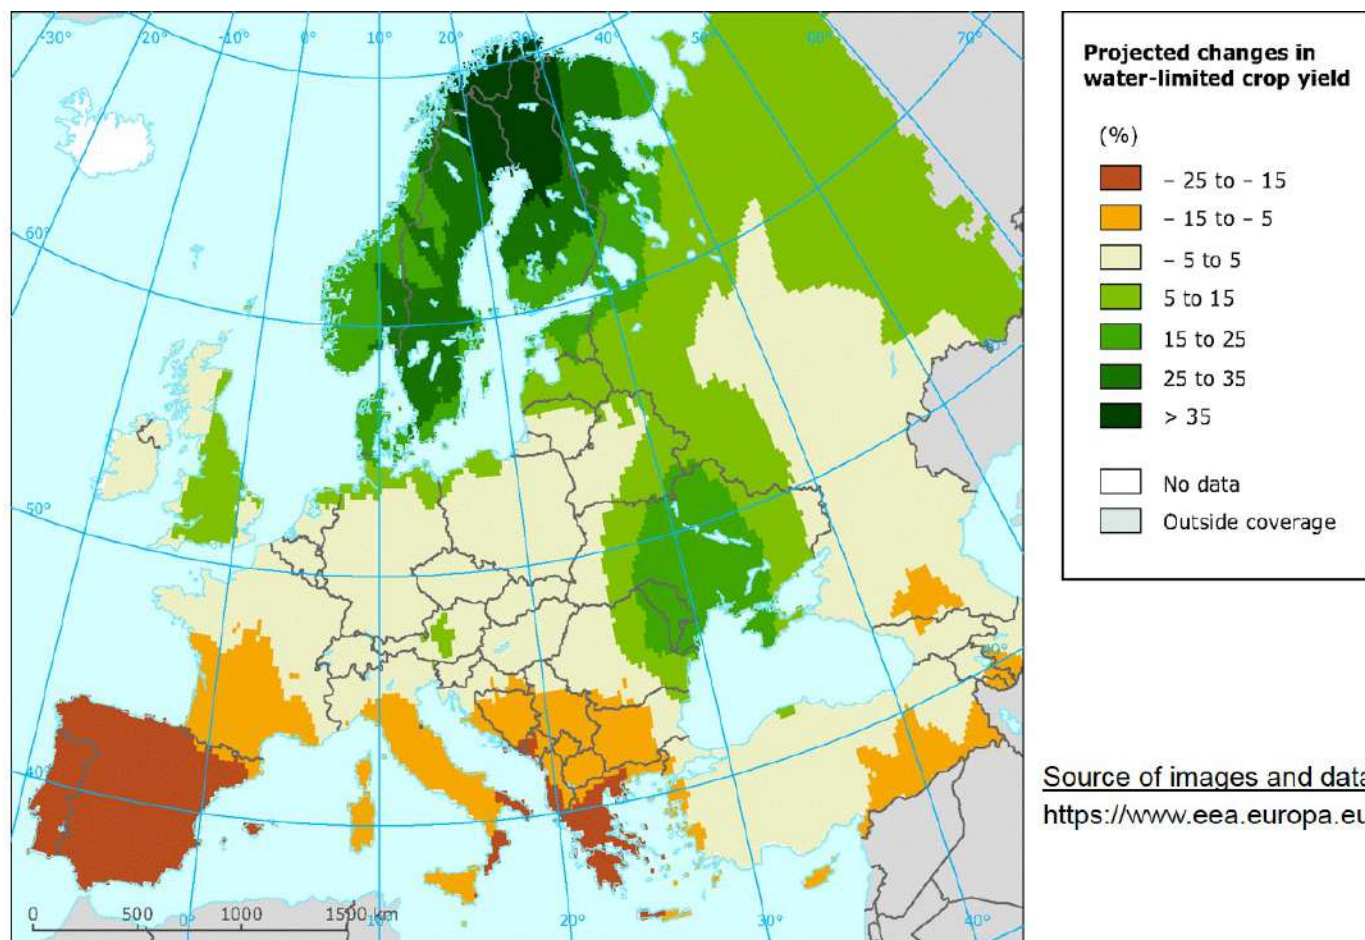 -30°
-20°
-10°
0°
10°
20°
30°
40°
50°
60°
70°
60°
50°
40°
50°
40°
0 500 1000 1500 km
0° 10° 20° 30° 40°
Projected changes in
water-limited crop yield
(%)
– 25 to – 15
– 15 to – 5
– 5 to 5
5 to 15
15 to 25
25 to 35
> 35
No data
Outside coverage
Source of images and data
https://www.eea.europa.eu